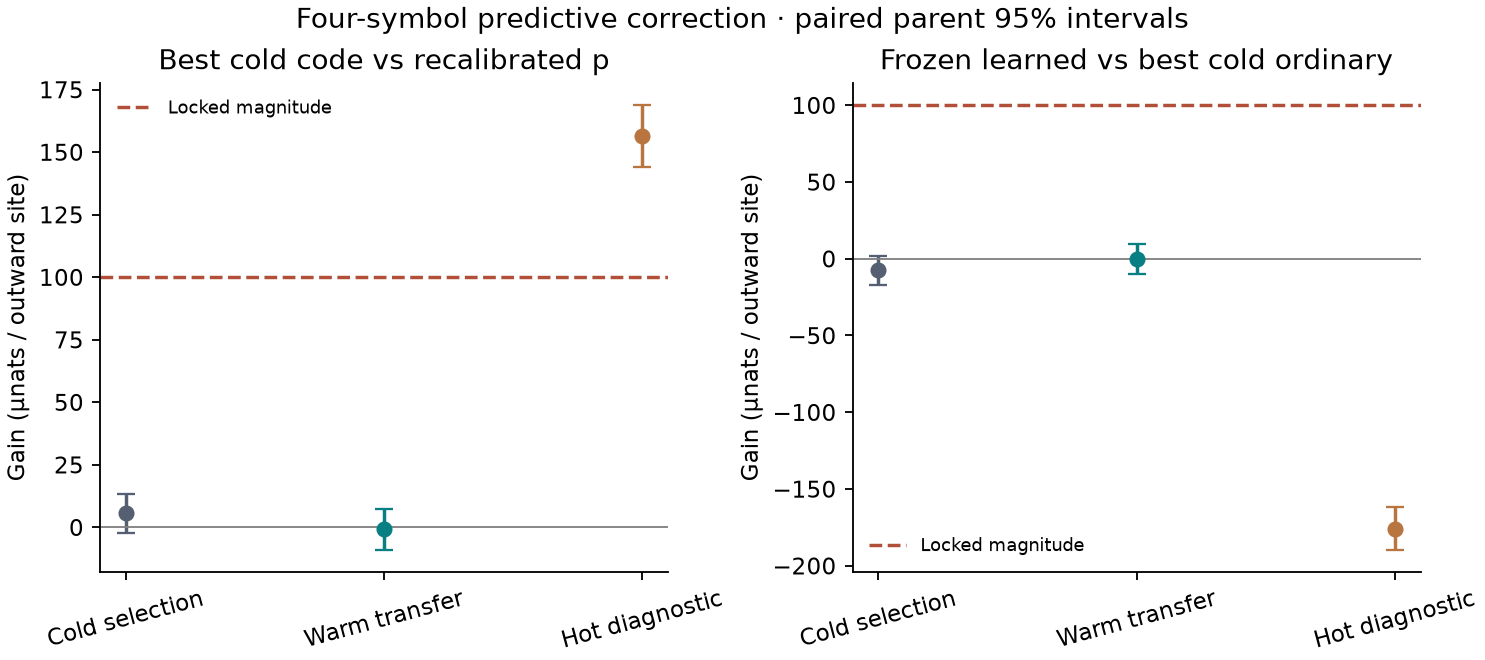 Four-symbol predictive correction · paired parent 95% intervals
Best cold code vs recalibrated p
Gain (µnats / outward site)
175
150
125
100
75
50
25
0
Locked magnitude
Cold selection
Warm transfer
Hot diagnostic
Frozen learned vs best cold ordinary
Gain (µnats / outward site)
100
50
0
−50
−100
−150
−200
Locked magnitude
Cold selection
Warm transfer
Hot diagnostic